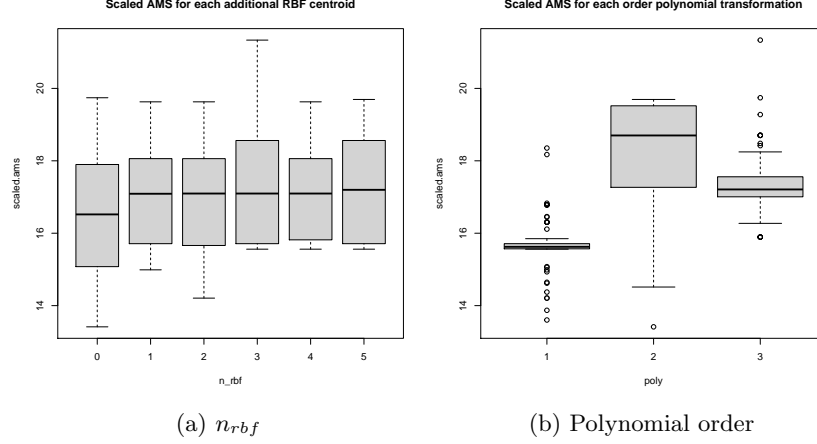 Scaled AMS for each additional RBF centroid
scaled.ams
20
18
16
14
0 1 2 3 4 5
n_rbf
(a) n_rbf
Scaled AMS for each order polynomial transformation
scaled.ams
20
18
16
14
1 2 3
poly
(b) Polynomial order